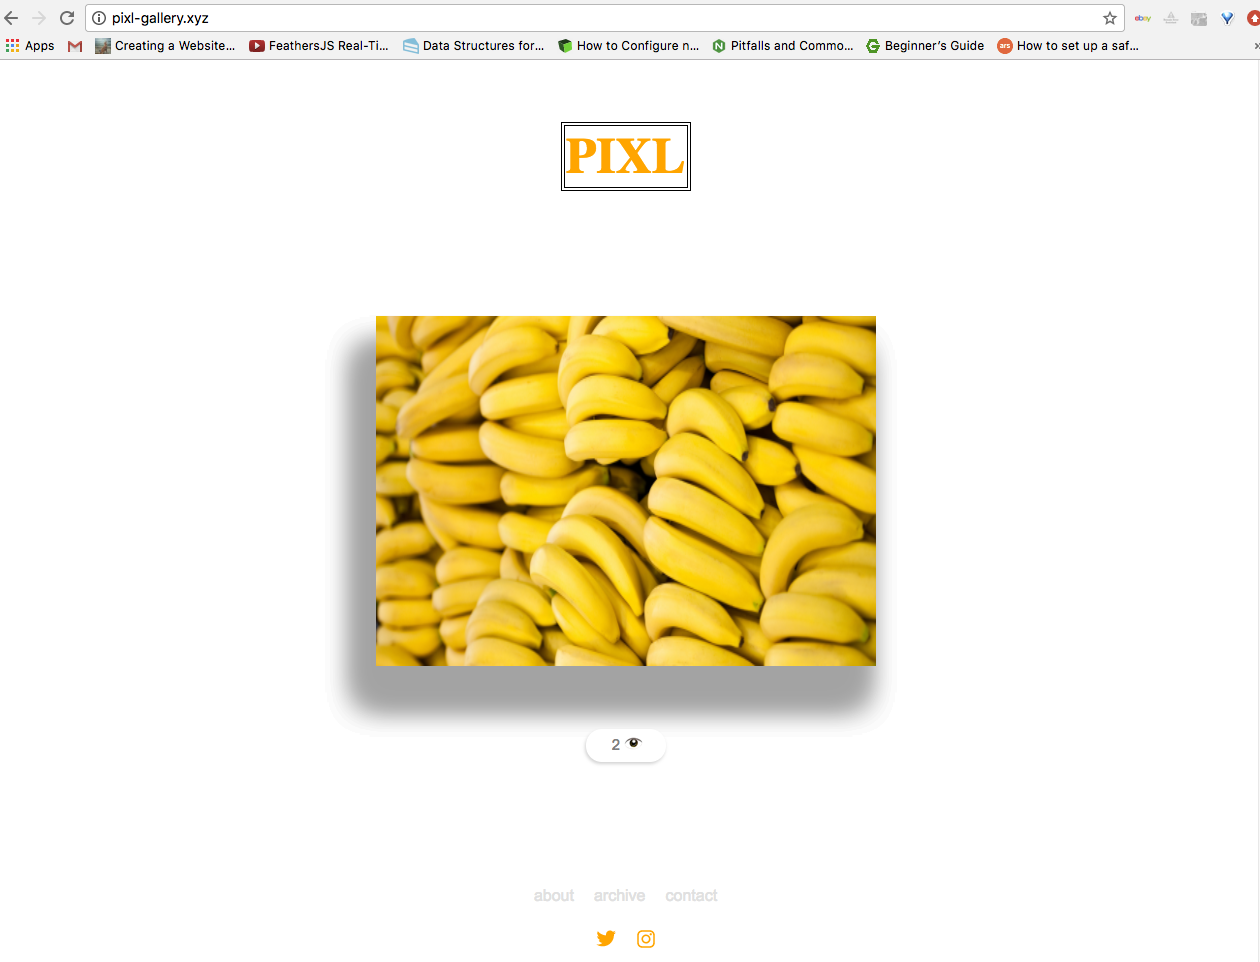 pixl-gallery.xyz
ebay
Apps Creating a Website... FeathersJS Real-Ti... Data Structures for... How to Configure n... Pitfalls and Commo... Beginner's Guide ars How to set up a saf... »
PIXL
2
about archive contact